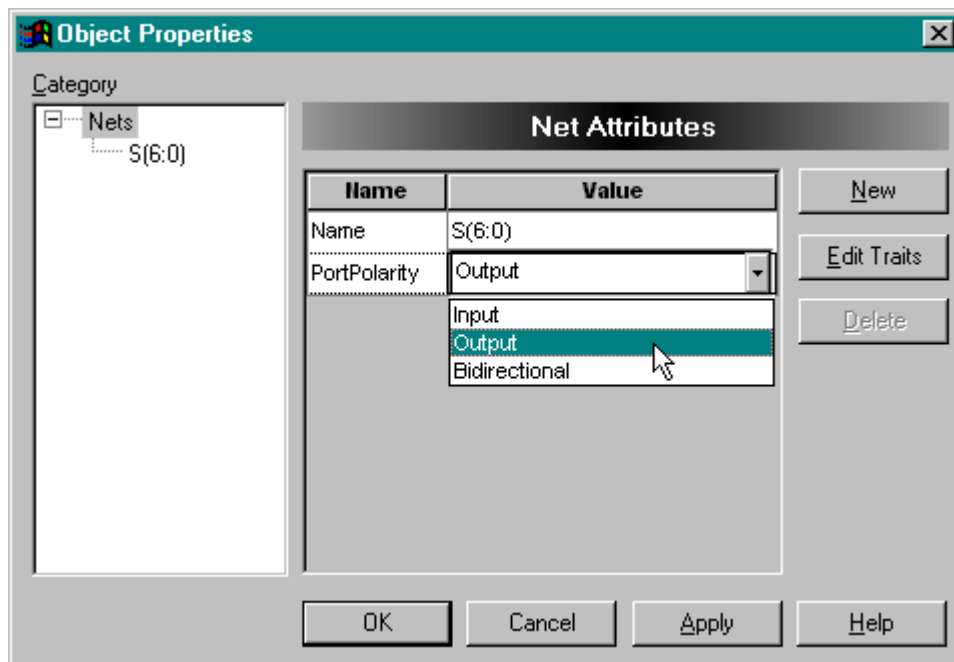 Object Properties
Category
Nets
S(6:0)
Net Attributes
Name Value
Name S(6:0)
PortPolarity Output
Input
Output
Bidirectional
New
Edit Traits
Delete
OK Cancel Apply Help